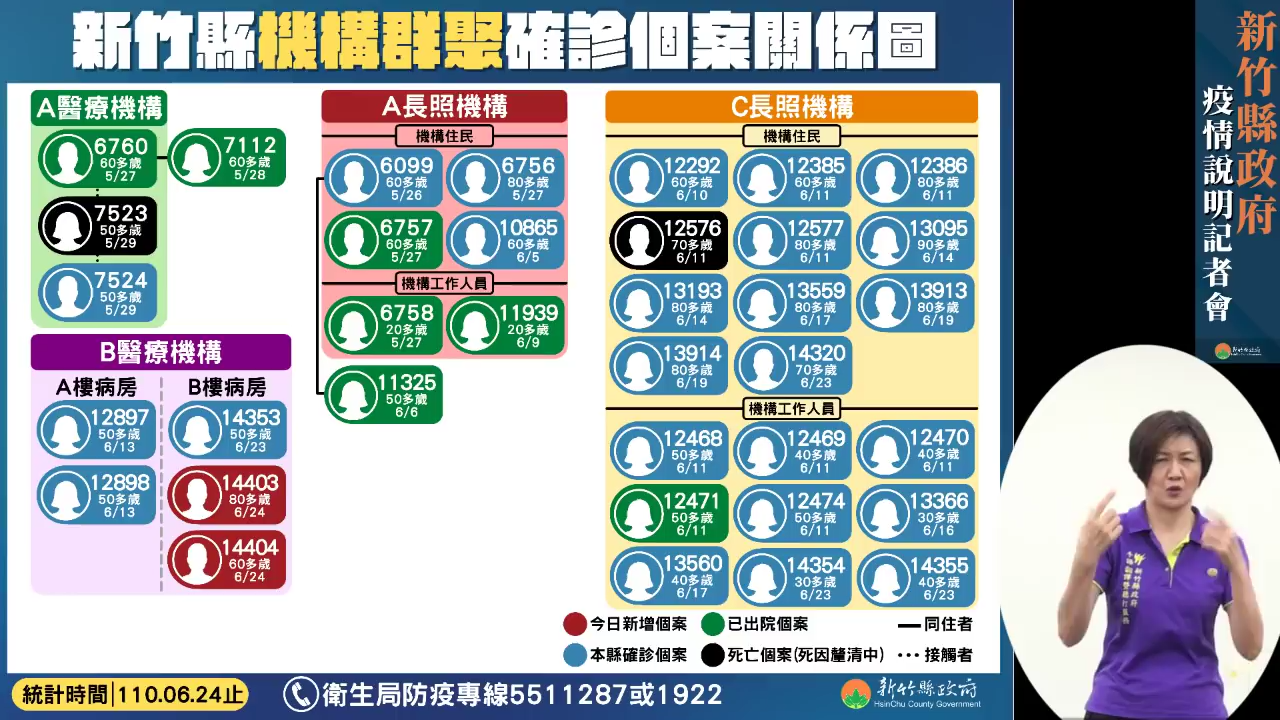 新竹縣機構群聚確診個案關係圖
A醫療機構
6760
60多歲
5/27
7112
60多歲
5/28
7523
50多歲
5/29
7524
50多歲
5/29
B醫療機構
A樓病房
B樓病房
12897
50多歲
6/13
14353
50多歲
6/23
12898
50多歲
6/13
14403
80多歲
6/24
14404
60多歲
6/24
A長照機構
機構住民
6099
60多歲
5/26
6756
80多歲
5/27
6757
60多歲
5/27
10865
60多歲
6/5
機構工作人員
6758
20多歲
5/27
11939
20多歲
6/9
11325
50多歲
6/6
C長照機構
機構住民
12292
60多歲
6/10
12385
60多歲
6/11
12386
80多歲
6/11
12576
70多歲
6/11
12577
80多歲
6/11
13095
90多歲
6/14
13193
80多歲
6/14
13559
80多歲
6/17
13913
80多歲
6/19
13914
80多歲
6/19
14320
70多歲
6/23
機構工作人員
12468
50多歲
6/11
12469
40多歲
6/11
12470
40多歲
6/11
12471
50多歲
6/11
12474
50多歲
6/11
13366
30多歲
6/16
13560
40多歲
6/17
14354
30多歲
6/23
14355
40多歲
6/23
今日新增個案
已出院個案
同住者
本縣確診個案
死亡個案(死因釐清中)
接觸者
統計時間|110.06.24止
衛生局防疫專線5511287或1922
新竹縣政府
HsinChu County Government
新竹縣政府
疫情說明記者會
新竹縣政府
新竹縣政府